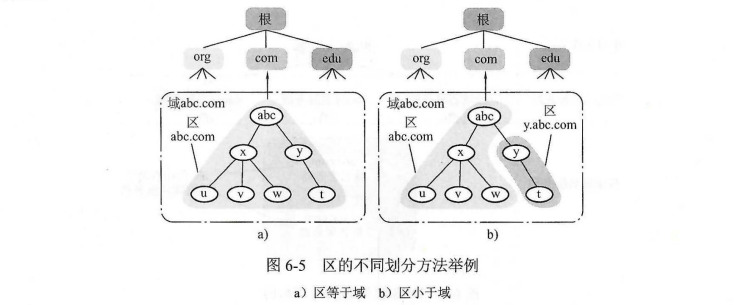 根
org com edu
域abc.com
区
abc.com
abc
x y
u v w t
a)
根
org com edu
域abc.com
区
abc.com
区
y.abc.com
abc
x y
u v w t
b)
图 6-5 区的不同划分方法举例
a）区等于域 b）区小于域